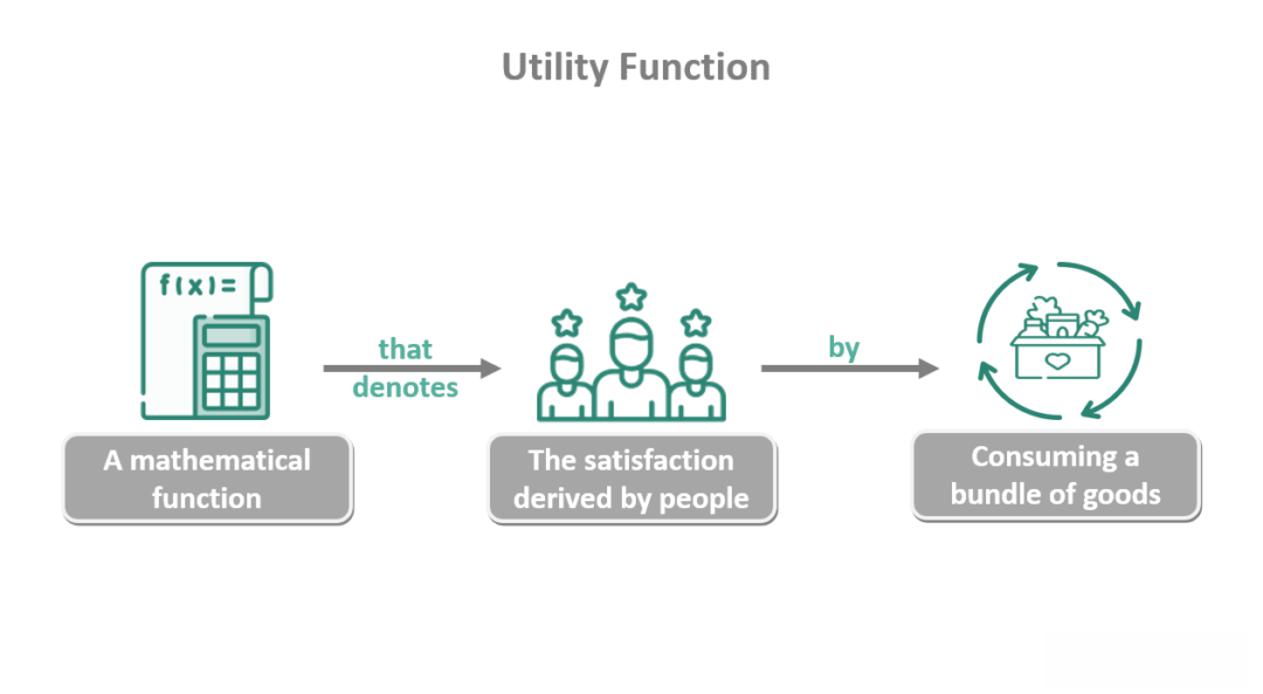 Utility Function
f(x)=
that
denotes
by
A mathematical
function
The satisfaction
derived by people
Consuming a
bundle of goods